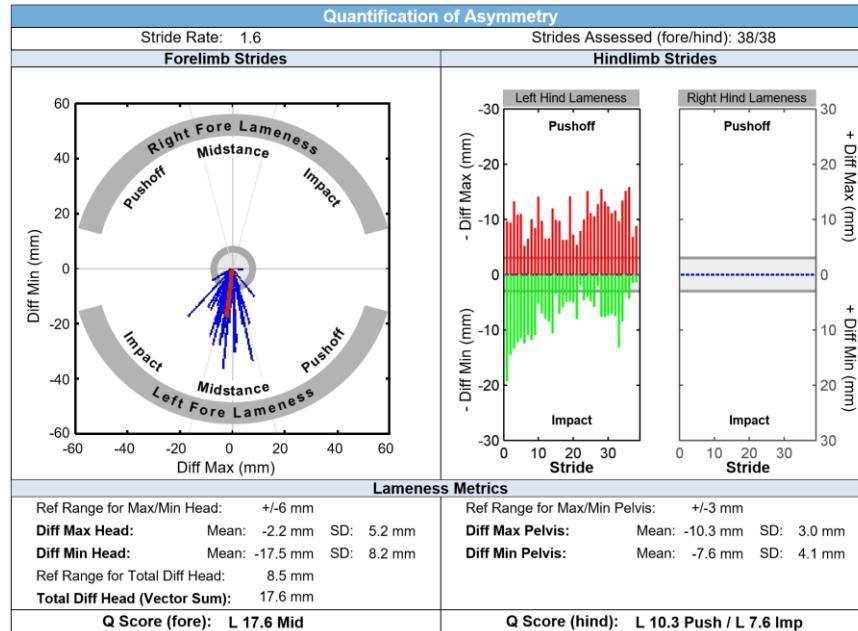 Quantification of Asymmetry
Stride Rate: 1.6
Strides Assessed (fore/hind): 38/38
Forelimb Strides
Hindlimb Strides
60
40
20
0
-20
-40
-60
Diff Min (mm)
Right Fore Lameness
Pushoff
Midstance
Impact
Impact
Midstance
Pushoff
Left Fore Lameness
-60 -40 -20 0 20 40 60
Diff Max (mm)
Left Hind Lameness
Right Hind Lameness
-30
-20
-10
0
-10
-20
-30
- Diff Max (mm)
- Diff Min (mm)
Pushoff
Impact
0 10 20 30
Stride
Pushoff
Impact
0 10 20 30
Stride
30
20
10
0
10
20
30
+ Diff Max (mm)
+ Diff Min (mm)
Lameness Metrics
Ref Range for Max/Min Head: +/-6 mm
Diff Max Head: Mean: -2.2 mm SD: 5.2 mm
Diff Min Head: Mean: -17.5 mm SD: 8.2 mm
Ref Range for Total Diff Head: 8.5 mm
Total Diff Head (Vector Sum): 17.6 mm
Ref Range for Max/Min Pelvis: +/-3 mm
Diff Max Pelvis: Mean: -10.3 mm SD: 3.0 mm
Diff Min Pelvis: Mean: -7.6 mm SD: 4.1 mm
Q Score (fore): L 17.6 Mid
Q Score (hind): L 10.3 Push / L 7.6 Imp